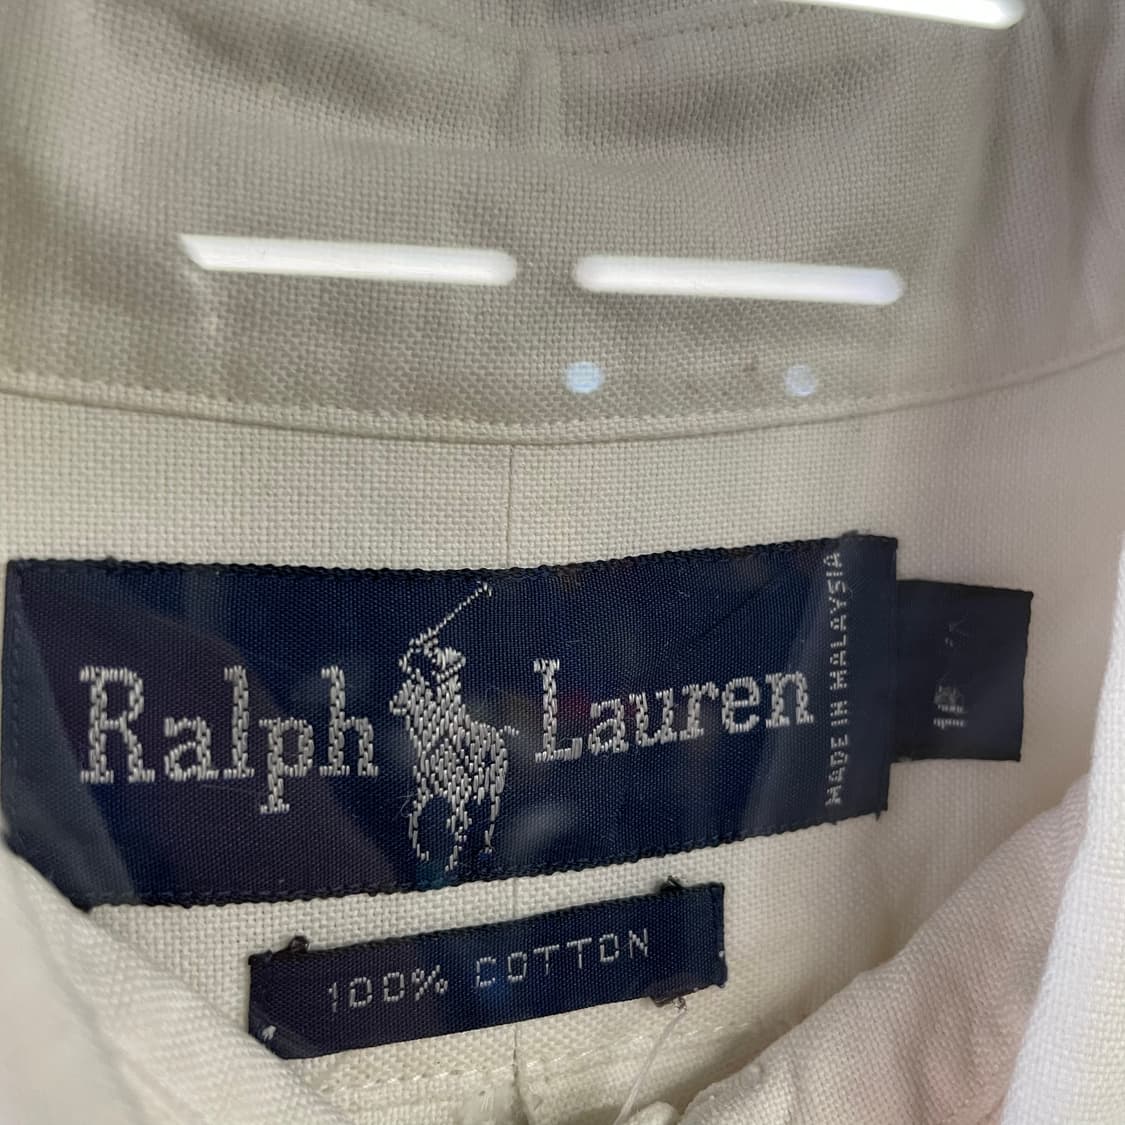 Ralph Lauren
MADE IN MALAYSIA
100% COTTON